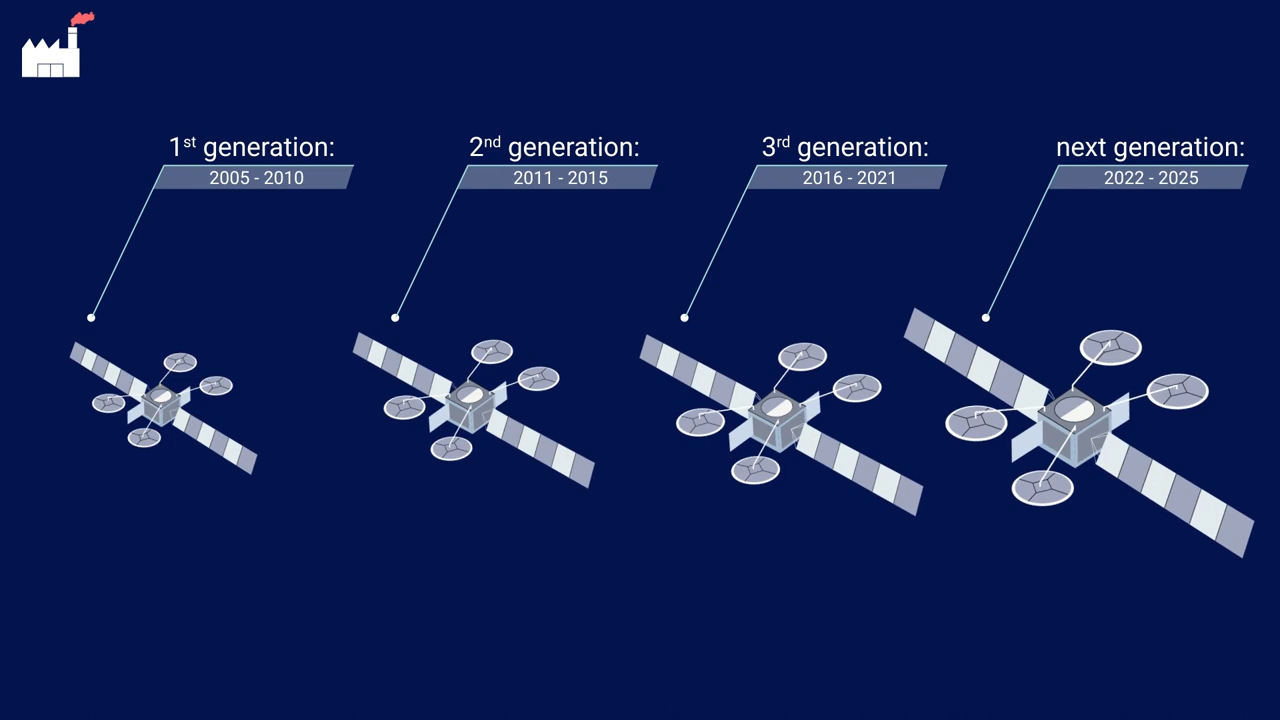 1st generation:
2005 - 2010
2nd generation:
2011 - 2015
3rd generation:
2016 - 2021
next generation:
2022 - 2025